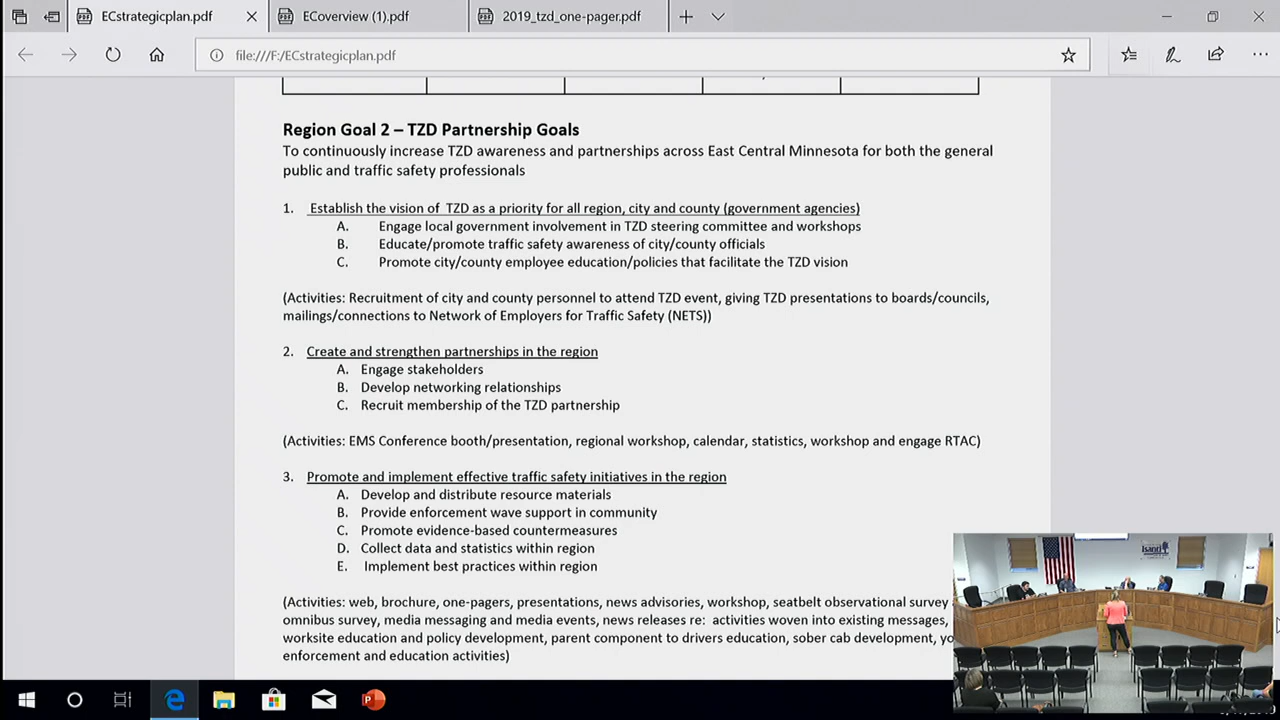 ECstrategicplan.pdf
ECoverview (1).pdf
2019_tzd_one-pager.pdf
file:///F:/ECstrategicplan.pdf
Region Goal 2 – TZD Partnership Goals
To continuously increase TZD awareness and partnerships across East Central Minnesota for both the general
public and traffic safety professionals
1. Establish the vision of TZD as a priority for all region, city and county (government agencies)
A. Engage local government involvement in TZD steering committee and workshops
B. Educate/promote traffic safety awareness of city/county officials
C. Promote city/county employee education/policies that facilitate the TZD vision
(Activities: Recruitment of city and county personnel to attend TZD event, giving TZD presentations to boards/councils,
mailings/connections to Network of Employers for Traffic Safety (NETS))
2. Create and strengthen partnerships in the region
A. Engage stakeholders
B. Develop networking relationships
C. Recruit membership of the TZD partnership
(Activities: EMS Conference booth/presentation, regional workshop, calendar, statistics, workshop and engage RTAC)
3. Promote and implement effective traffic safety initiatives in the region
A. Develop and distribute resource materials
B. Provide enforcement wave support in community
C. Promote evidence-based countermeasures
D. Collect data and statistics within region
E. Implement best practices within region
(Activities: web, brochure, one-pagers, presentations, news advisories, workshop, seatbelt observational survey
omnibus survey, media messaging and media events, news releases re: activities woven into existing messages,
worksite education and policy development, parent component to drivers education, sober cab development, yo
enforcement and education activities)
isanti